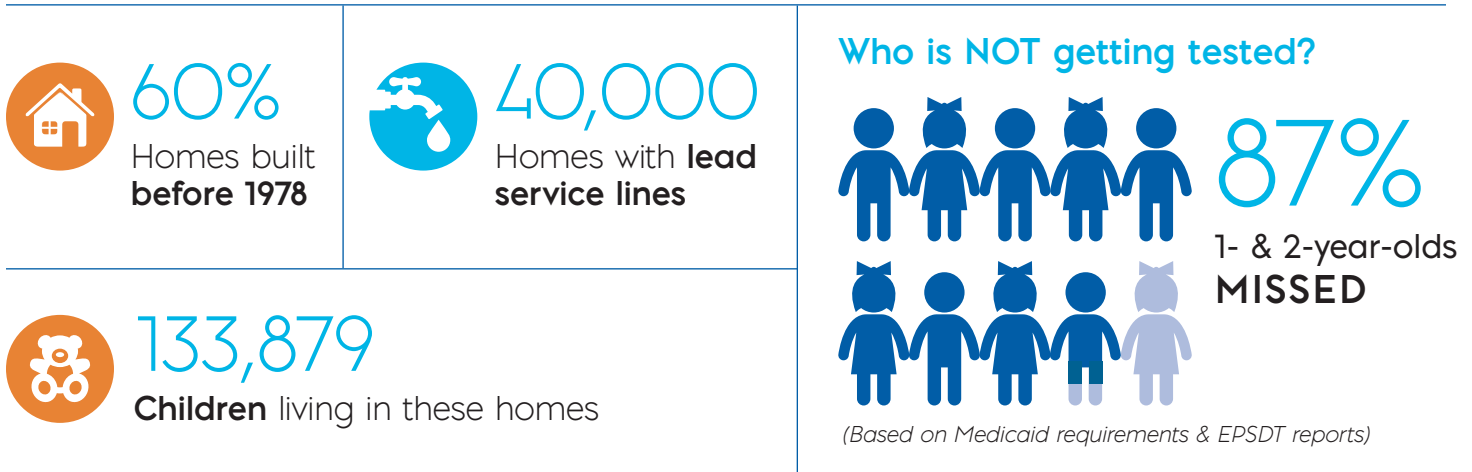 60%
Homes built
before 1978
40,000
Homes with lead
service lines
133,879
Children living in these homes
Who is NOT getting tested?
87%
1- & 2-year-olds
MISSED
(Based on Medicaid requirements & EPSDT reports)